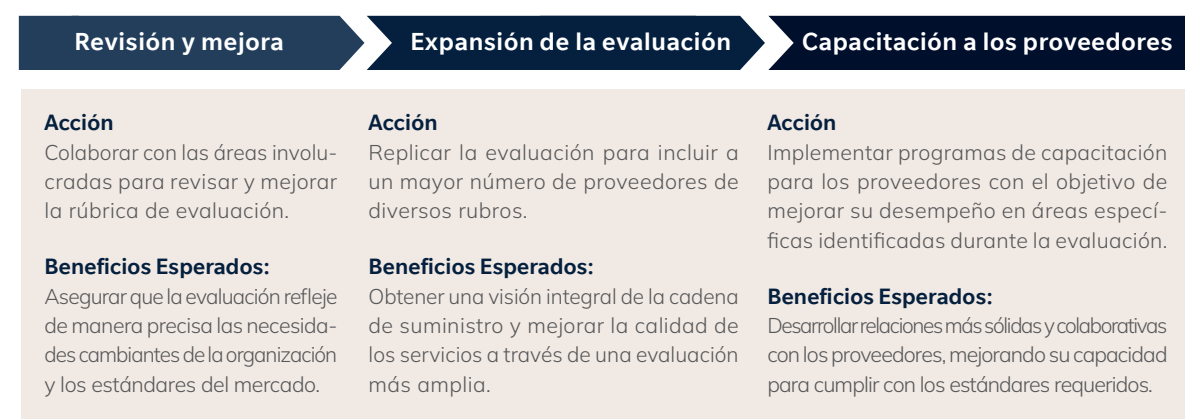 Revisión y mejora
Expansión de la evaluación
Capacitación a los proveedores
Acción
Colaborar con las áreas involu-
cradas para revisar y mejorar
la rúbrica de evaluación.
Beneficios Esperados:
Asegurar que la evaluación refleje
de manera precisa las necesida-
des cambiantes de la organización
y los estándares del mercado.
Acción
Replicar la evaluación para incluir a
un mayor número de proveedores de
diversos rubros.
Beneficios Esperados:
Obtener una visión integral de la cadena
de suministro y mejorar la calidad de
los servicios a través de una evaluación
más amplia.
Acción
Implementar programas de capacitación
para los proveedores con el objetivo de
mejorar su desempeño en áreas especí-
ficas identificadas durante la evaluación.
Beneficios Esperados:
Desarrollar relaciones más sólidas y colaborativas
con los proveedores, mejorando su capacidad
para cumplir con los estándares requeridos.